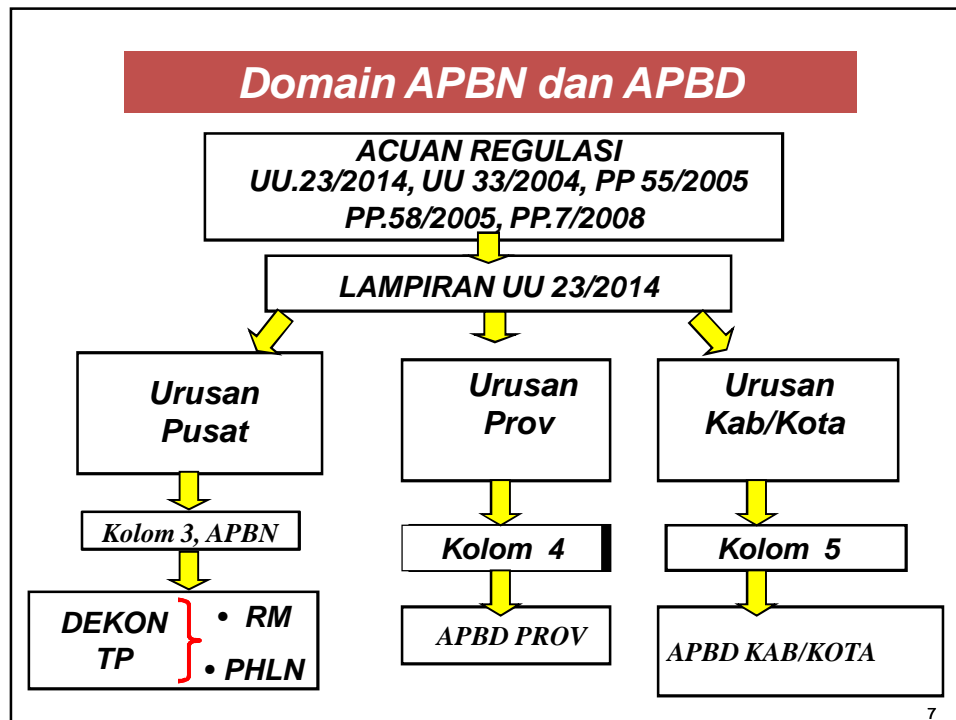 Domain APBN dan APBD
ACUAN REGULASI
UU.23/2014, UU 33/2004, PP 55/2005
PP.58/2005, PP.7/2008
LAMPIRAN UU 23/2014
Urusan
Pusat
Urusan
Prov
Urusan
Kab/Kota
Kolom 3, APBN
Kolom 4
Kolom 5
DEKON
TP
• RM
• PHLN
APBD PROV
APBD KAB/KOTA
7